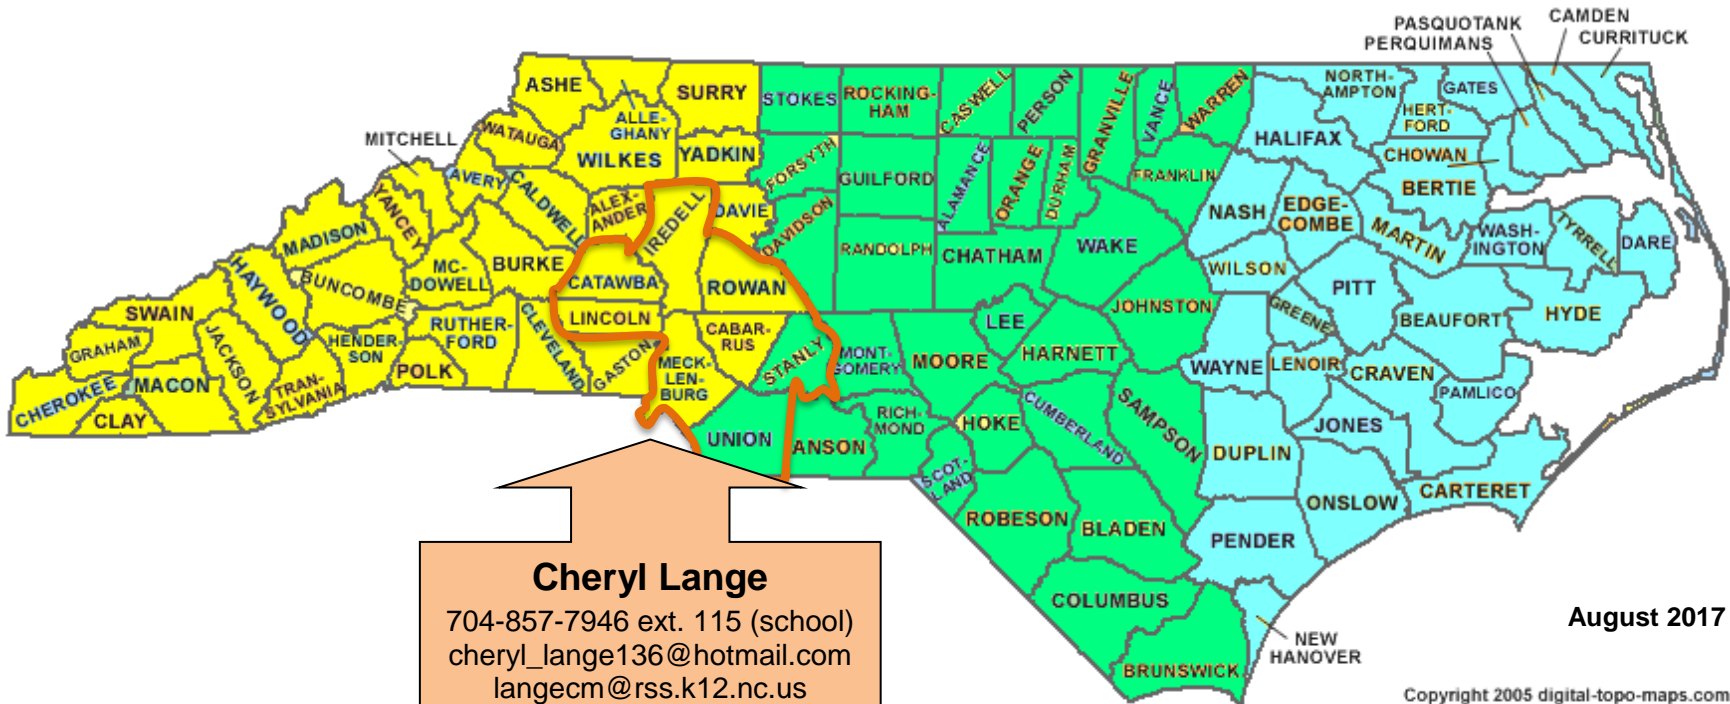 PASQUOTANK
CAMDEN
PERQUIMANS
CURRITUCK
ASHE
ALLE-
GHANY
SURRY
STOKES
ROCKING-
HAM
CASWELL
PERSON
GRANVILLE
VANCE
WARREN
NORTH-
AMPTON
GATES
HERT-
FORD
MITCHELL
WATAUGA
WILKES
YADKIN
FORSYTH
GUILFORD
ALAMANCE
ORANGE
DURHAM
FRANKLIN
HALIFAX
CHOWAN
BERTIE
AVERY
CALDWELL
ALEX-
ANDER
IREDELL
DAVIE
DAVIDSON
RANDOLPH
CHATHAM
WAKE
NASH
EDGE-
COMBE
MARTIN
WASH-
INGTON
TYRRELL
DARE
YANCEY
MADISON
HAYWOOD
BUNCOMBE
MC-
DOWELL
BURKE
CATAWBA
ROWAN
WILSON
PITT
BEAUFORT
HYDE
SWAIN
GRAHAM
JACKSON
HENDER-
SON
RUTHER-
FORD
CLEVELAND
LINCOLN
CABAR-
RUS
STANLY
MONT-
GOMERY
MOORE
LEE
HARNETT
JOHNSTON
GREENE
CHEROKEE
MACON
CLAY
TRAN-
SYLVANIA
POLK
GASTON
MECK-
LEN-
BURG
WAYNE
LENOIR
CRAVEN
PAMLICO
UNION
ANSON
RICH-
MOND
HOKE
CUMBERLAND
SAMPSON
DUPLIN
JONES
SCOT-
LAND
ROBESON
BLADEN
ONSLOW
CARTERET
PENDER
COLUMBUS
BRUNSWICK
NEW
HANOVER
Cheryl Lange
704-857-7946 ext. 115 (school)
cheryl_lange136@hotmail.com
langecm@rss.k12.nc.us
August 2017
Copyright 2005 digital-topo-maps.com